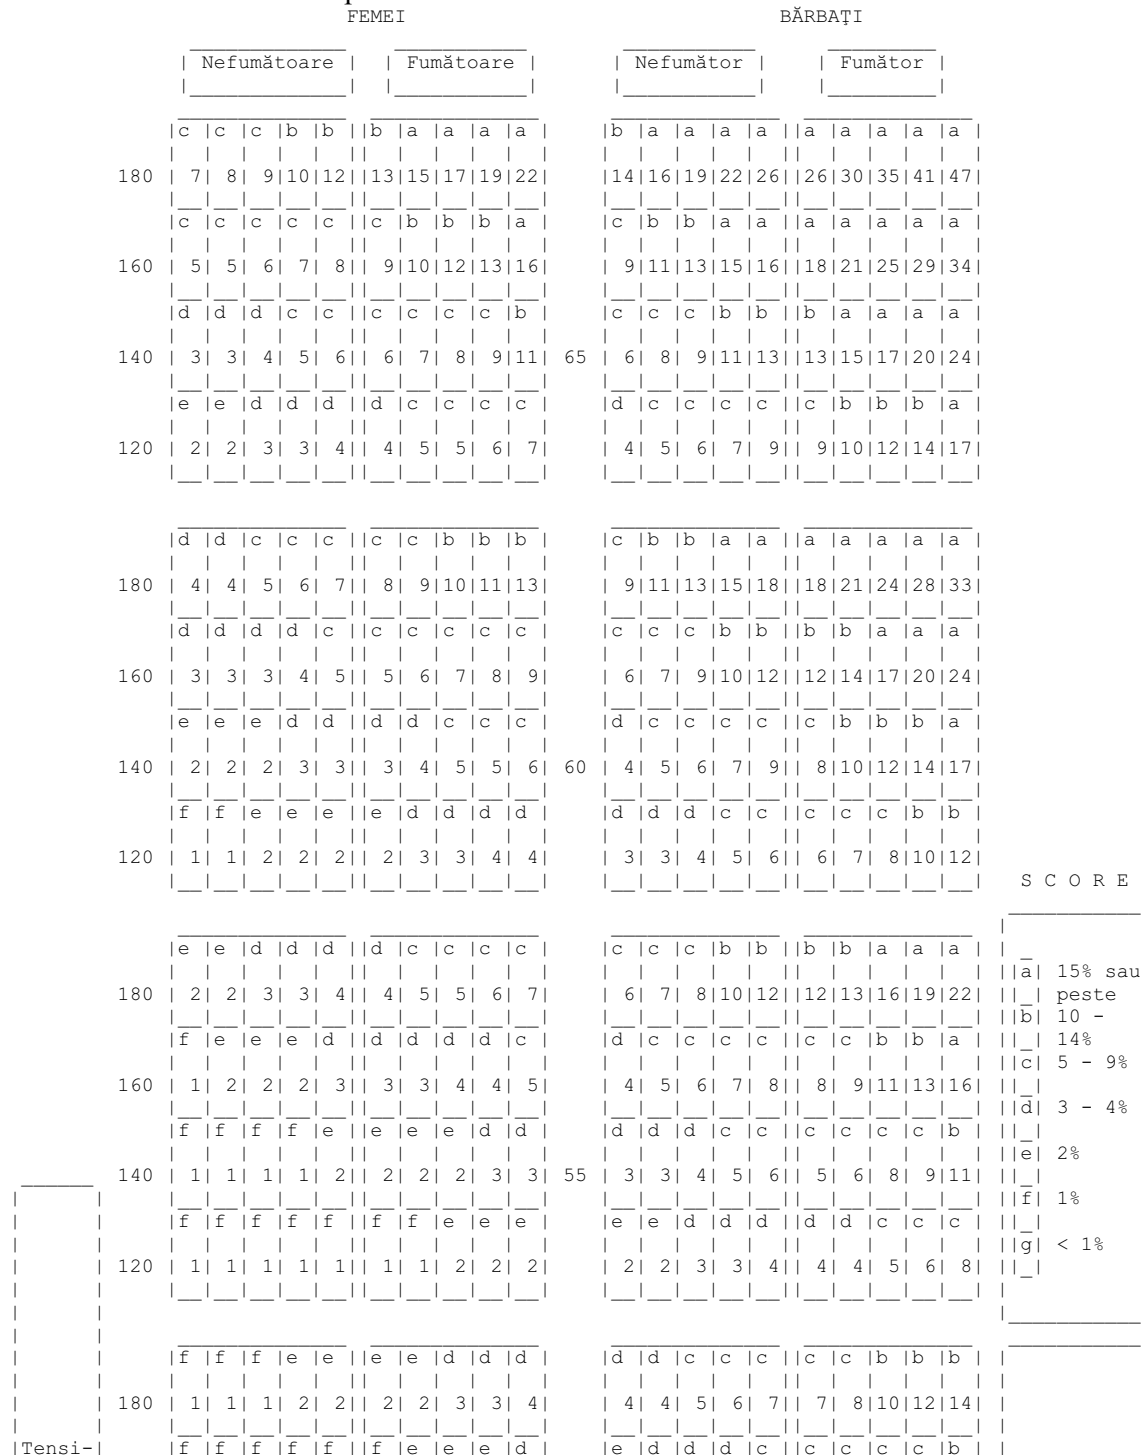 FEMEI BĂRBAŢI
______________ ____________ ____________ __________
| Nefumătoare | | Fumătoare | | Nefumător | | Fumător |
|_____________| |___________| |___________| |_________|
|c |c |c |b |b ||b |a |a |a |a | |b |a |a |a |a ||a |a |a |a |a |
180 | 7| 8| 9|10|12||13|15|17|19|22| |14|16|19|22|26||26|30|35|41|47|
|c |c |c |c |c ||c |b |b |b |a | |c |b |b |a |a ||a |a |a |a |a |
160 | 5| 5| 6| 7| 8|| 9|10|12|13|16| | 9|11|13|15|16||18|21|25|29|34|
|d |d |d |c |c ||c |c |c |c |b | |c |c |c |b |b ||b |a |a |a |a |
140 | 3| 3| 4| 5| 6|| 6| 7| 8| 9|11| 65 | 6| 8| 9|11|13||13|15|17|20|24|
|e |e |d |d |d ||d |c |c |c |c | |d |c |c |c |c ||c |b |b |b |a |
120 | 2| 2| 3| 3| 4|| 4| 5| 5| 6| 7| | 4| 5| 6| 7| 9|| 9|10|12|14|17|
|d |d |c |c |c ||c |c |b |b |b | |c |b |b |a |a ||a |a |a |a |a |
180 | 4| 4| 5| 6| 7|| 8| 9|10|11|13| | 9|11|13|15|18||18|21|24|28|33|
|d |d |d |d |c ||c |c |c |c |c | |c |c |c |b |b ||b |b |a |a |a |
160 | 3| 3| 3| 4| 5|| 5| 6| 7| 8| 9| | 6| 7| 9|10|12||12|14|17|20|24|
|e |e |e |d |d ||d |d |c |c |c | |d |c |c |c |c ||c |b |b |b |a |
140 | 2| 2| 2| 3| 3|| 3| 4| 5| 5| 6| 60 | 4| 5| 6| 7| 9|| 8|10|12|14|17|
|f |f |e |e |e ||e |d |d |d |d | |d |d |d |c |c ||c |c |c |b |b |
120 | 1| 1| 2| 2| 2|| 2| 3| 3| 4| 4| | 3| 3| 4| 5| 6|| 6| 7| 8|10|12|
S C O R E
|e |e |d |d |d ||d |c |c |c |c | |c |c |c |b |b ||b |b |a |a |a |
||a| 15% sau
180 | 2| 2| 3| 3| 4|| 4| 5| 5| 6| 7| | 6| 7| 8|10|12||12|13|16|19|22| ||_| peste
||b| 10 -
|f |e |e |e |d ||d |d |d |d |c | |d |c |c |c |c ||c |c |b |b |a | ||_| 14%
||c| 5 - 9%
160 | 1| 2| 2| 2| 3|| 3| 3| 4| 4| 5| | 4| 5| 6| 7| 8|| 8| 9|11|13|16| ||_|
||d| 3 - 4%
|f |f |f |f |e ||e |e |e |d |d | |d |d |d |c |c ||c |c |c |c |b | ||_|
||e| 2%
140 | 1| 1| 1| 1| 2|| 2| 2| 2| 3| 3| 55 | 3| 3| 4| 5| 6|| 5| 6| 8| 9|11| ||_|
||f| 1%
|f |f |f |f |f ||f |f |e |e |e | |e |e |d |d |d ||d |d |c |c |c | ||_|
||g| < 1%
120 | 1| 1| 1| 1| 1|| 1| 1| 2| 2| 2| | 2| 2| 3| 3| 4|| 4| 4| 5| 6| 8| ||_|
|f |f |f |e |e ||e |e |d |d |d | |d |d |c |c |c ||c |c |b |b |b |
180 | 1| 1| 1| 2| 2|| 2| 2| 3| 3| 4| | 4| 4| 5| 6| 7|| 7| 8|10|12|14|
|Tensi-| |f |f |f |f |f ||f |e |e |e |d | |e |d |d |d |c ||c |c |c |c |b |